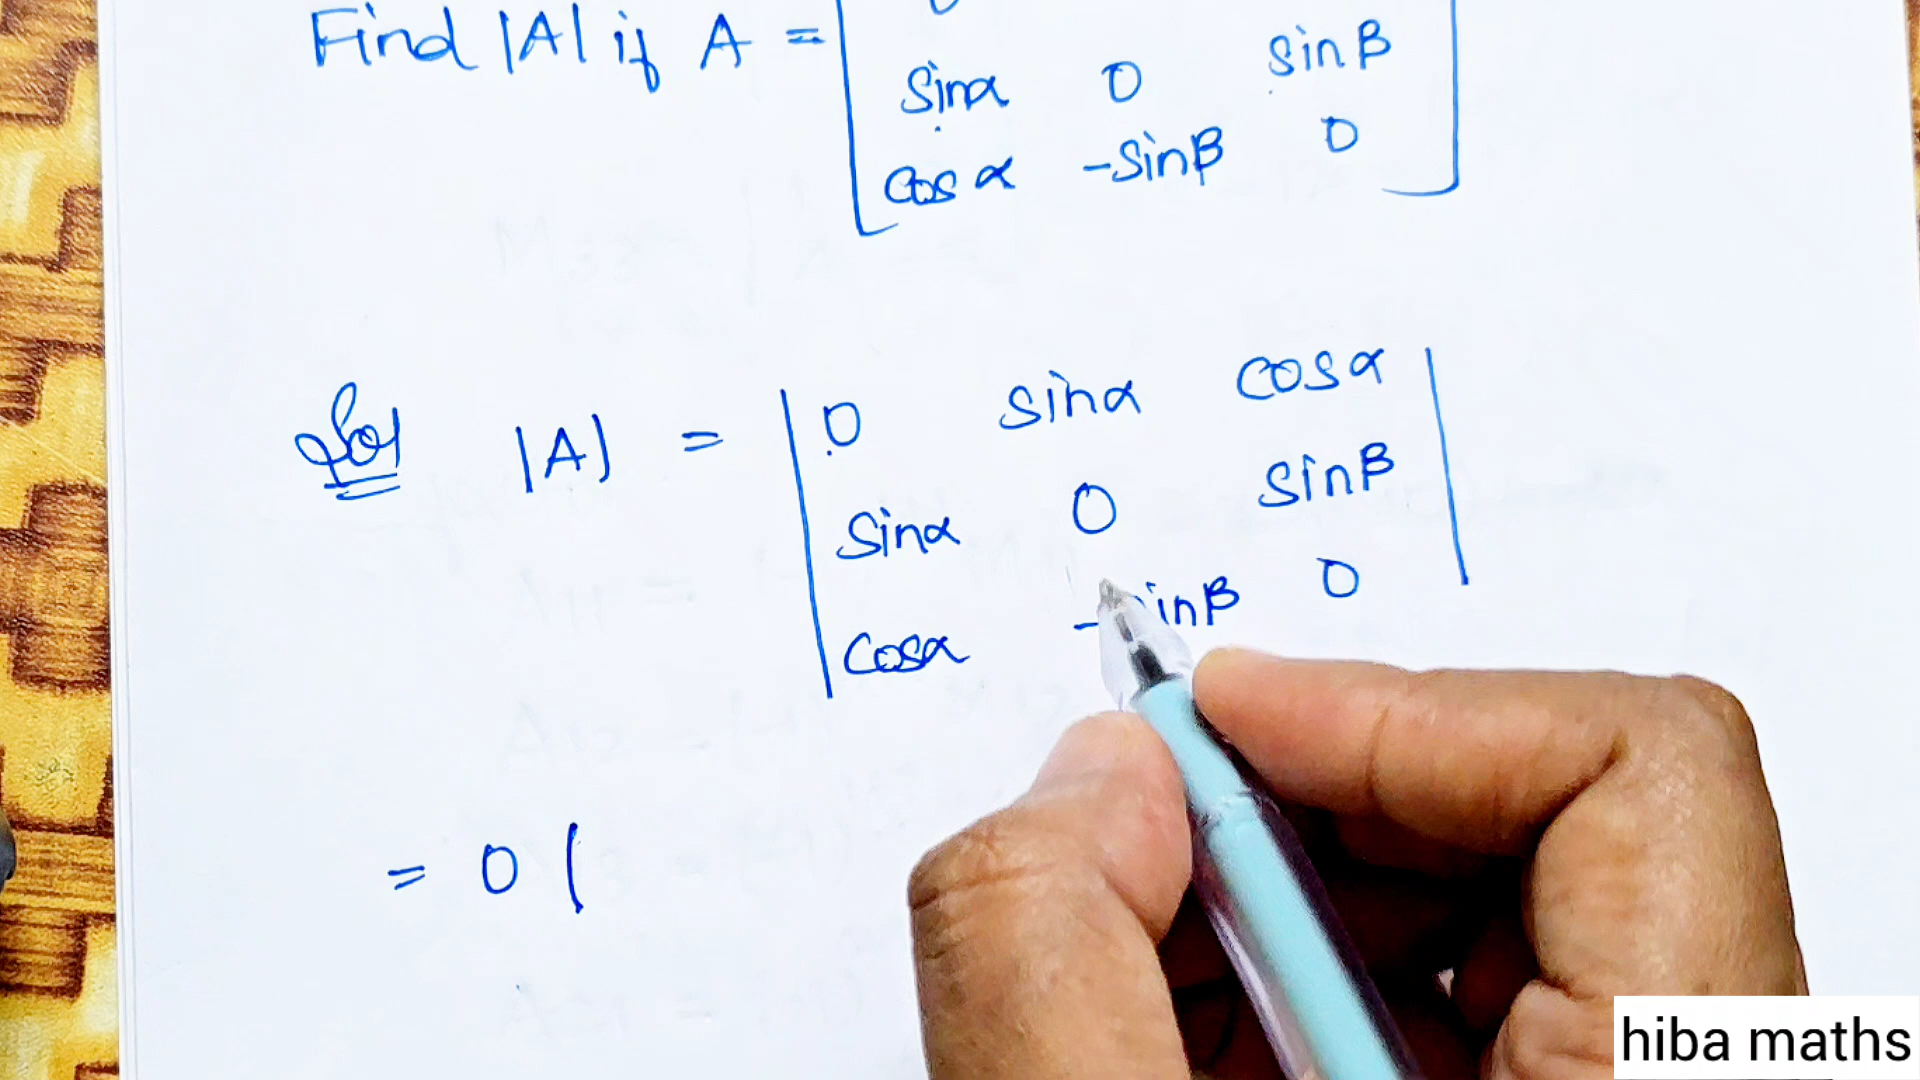 Find |A| if A = [ 0
sinα 0 sinβ
cosα -sinβ 0 ]
Sol |A| = | 0 sinα cosα |
sinα 0 sinβ
cosα - inβ 0
= 0 (
hiba maths